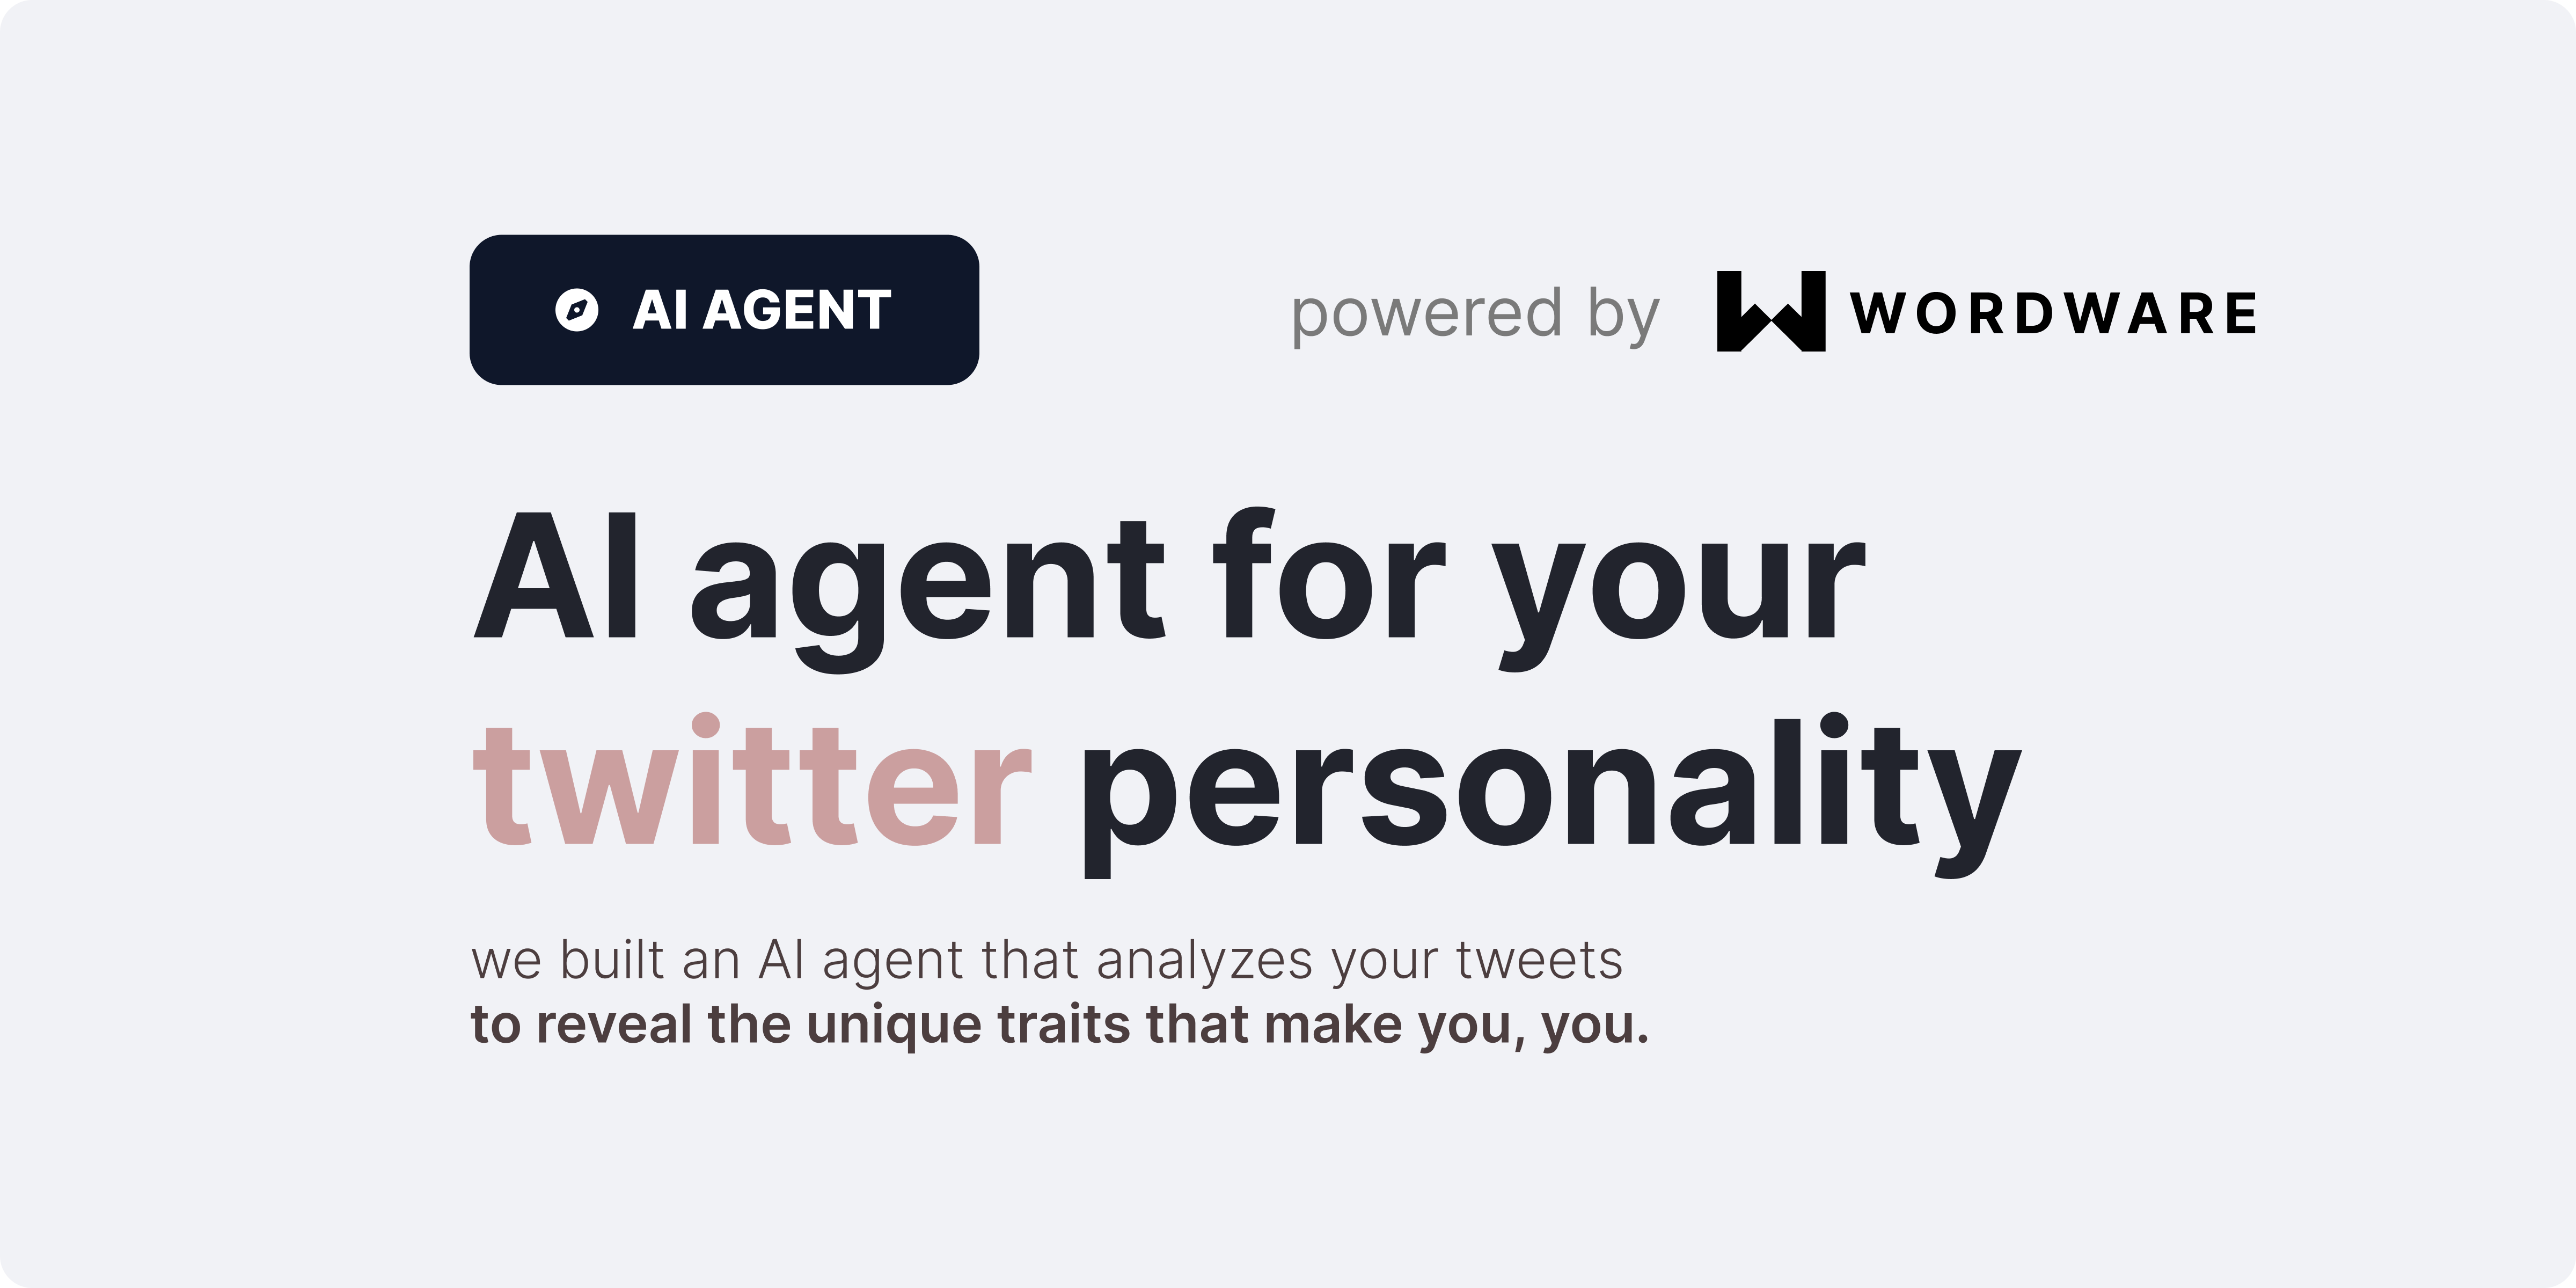 AI AGENT
powered by WORDWARE
AI agent for your
twitter personality
we built an AI agent that analyzes your tweets
to reveal the unique traits that make you, you.